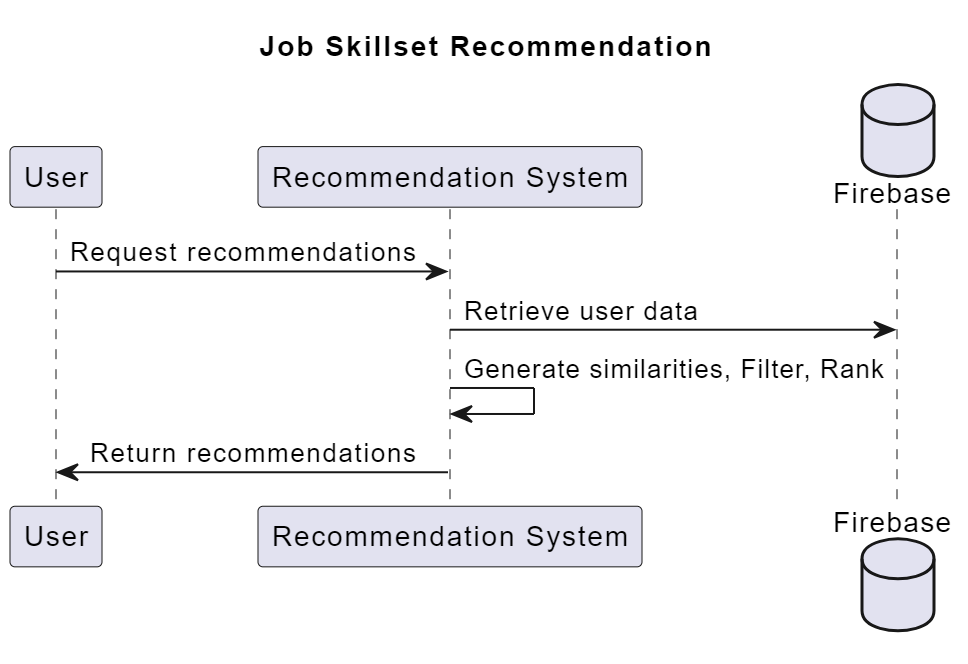 Job Skillset Recommendation
User
Recommendation System
Firebase
Request recommendations
Retrieve user data
Generate similarities, Filter, Rank
Return recommendations
User
Recommendation System
Firebase